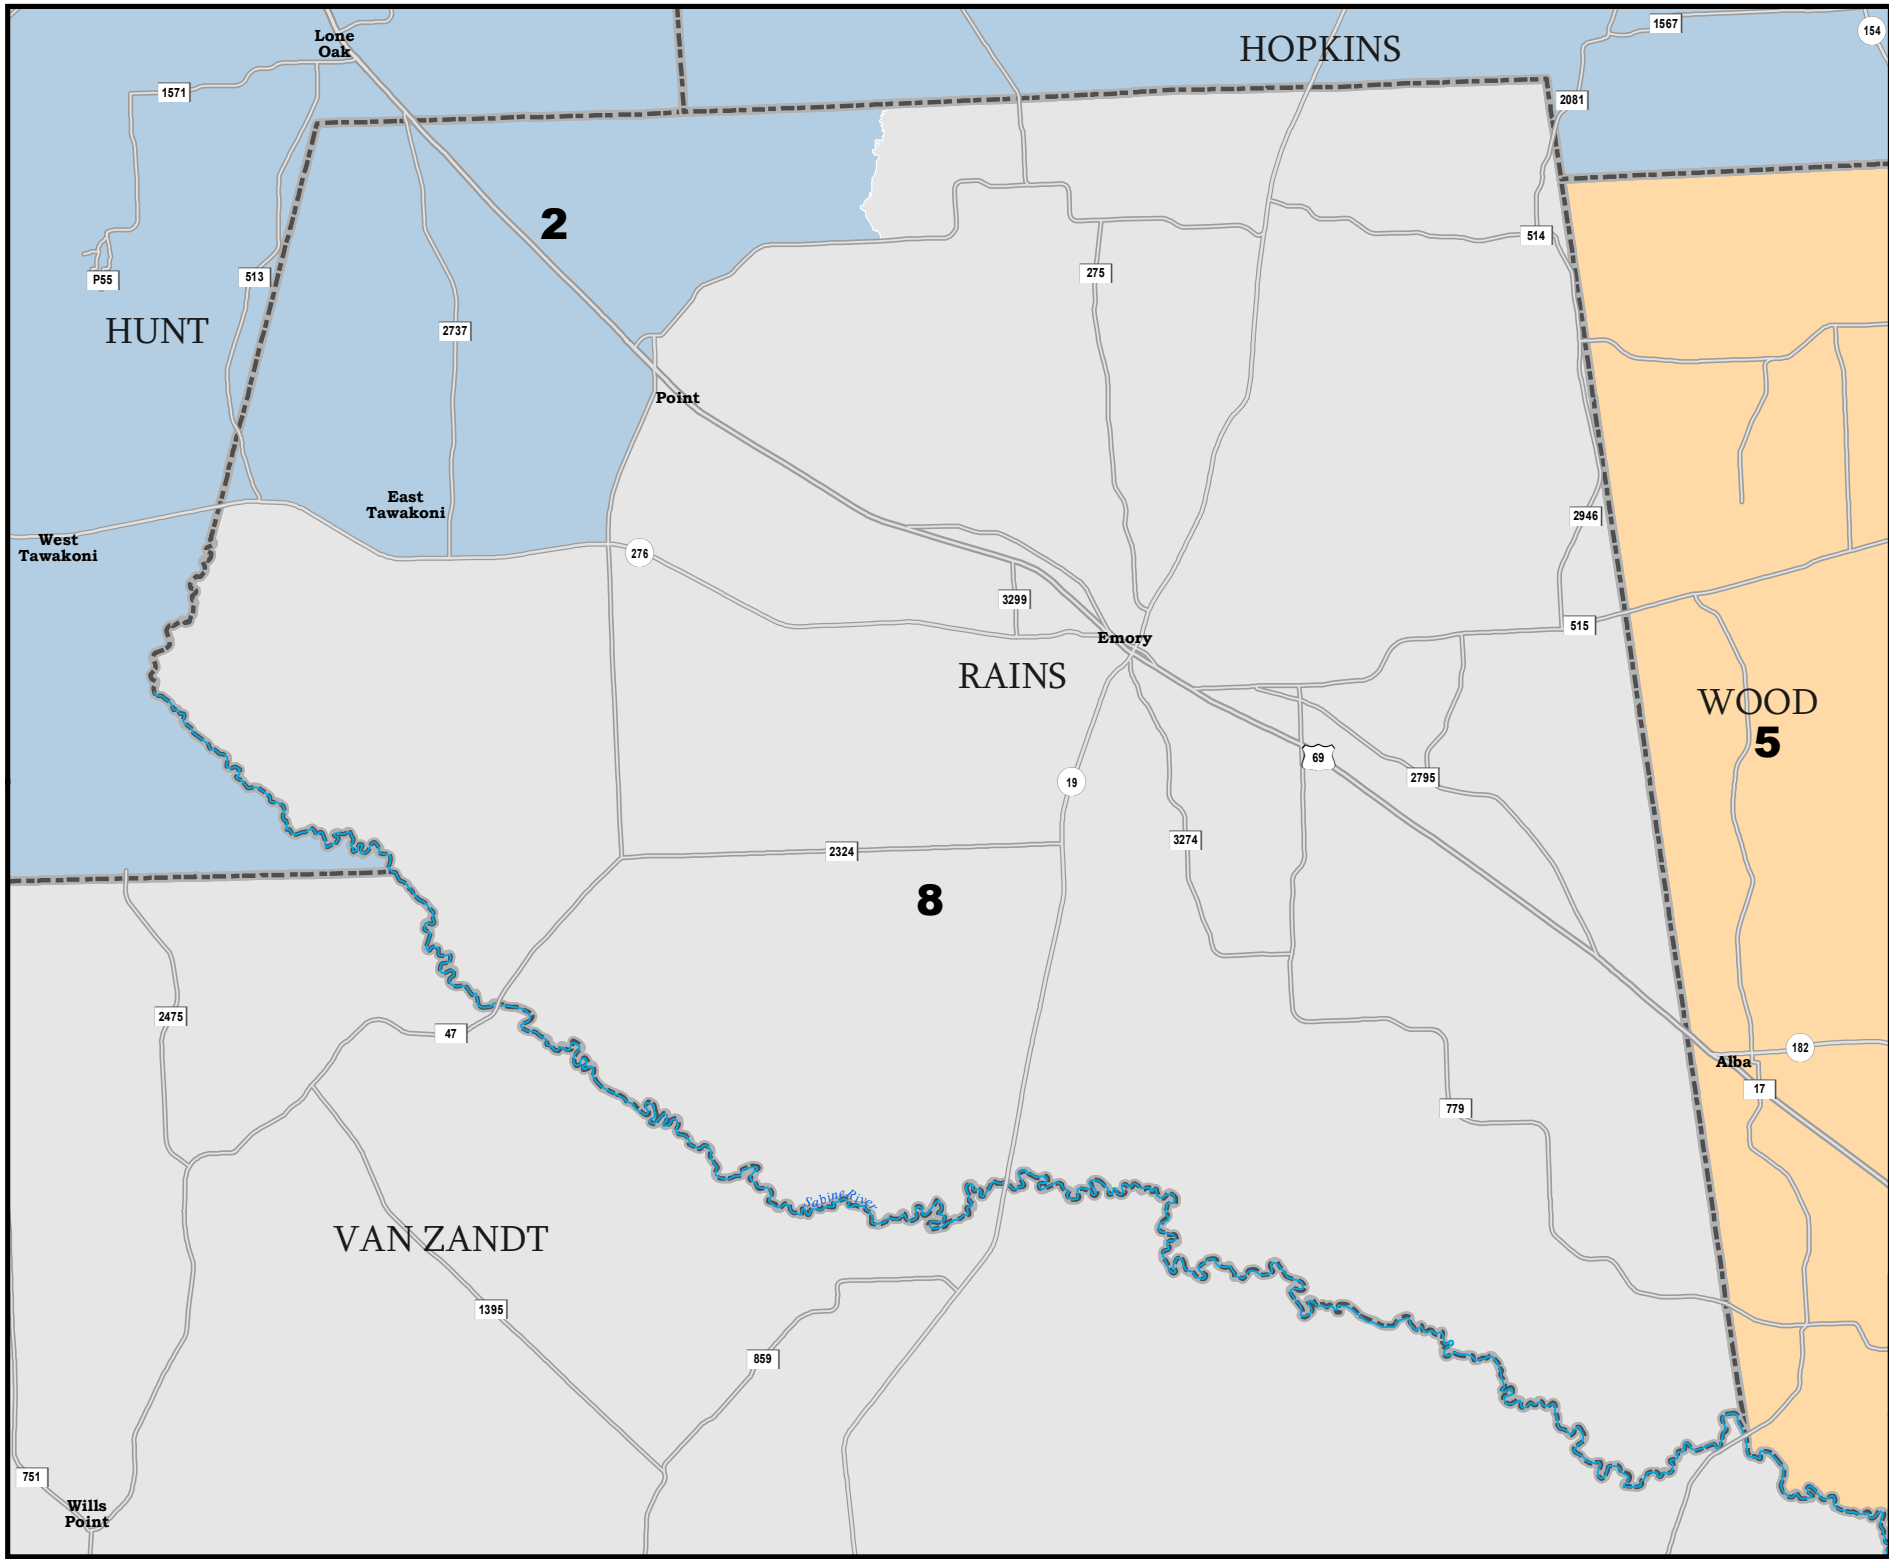 1567
154
Lone
Oak
HOPKINS
1571
2081
2
514
275
P55
513
HUNT
2737
Point
East
Tawakoni
2946
West
Tawakoni
276
3299
515
Emory
RAINS
WOOD
5
69
2795
19
3274
2324
8
2475
47
182
Alba
17
779
Sabine River
VAN ZANDT
1395
859
751
Wills
Point